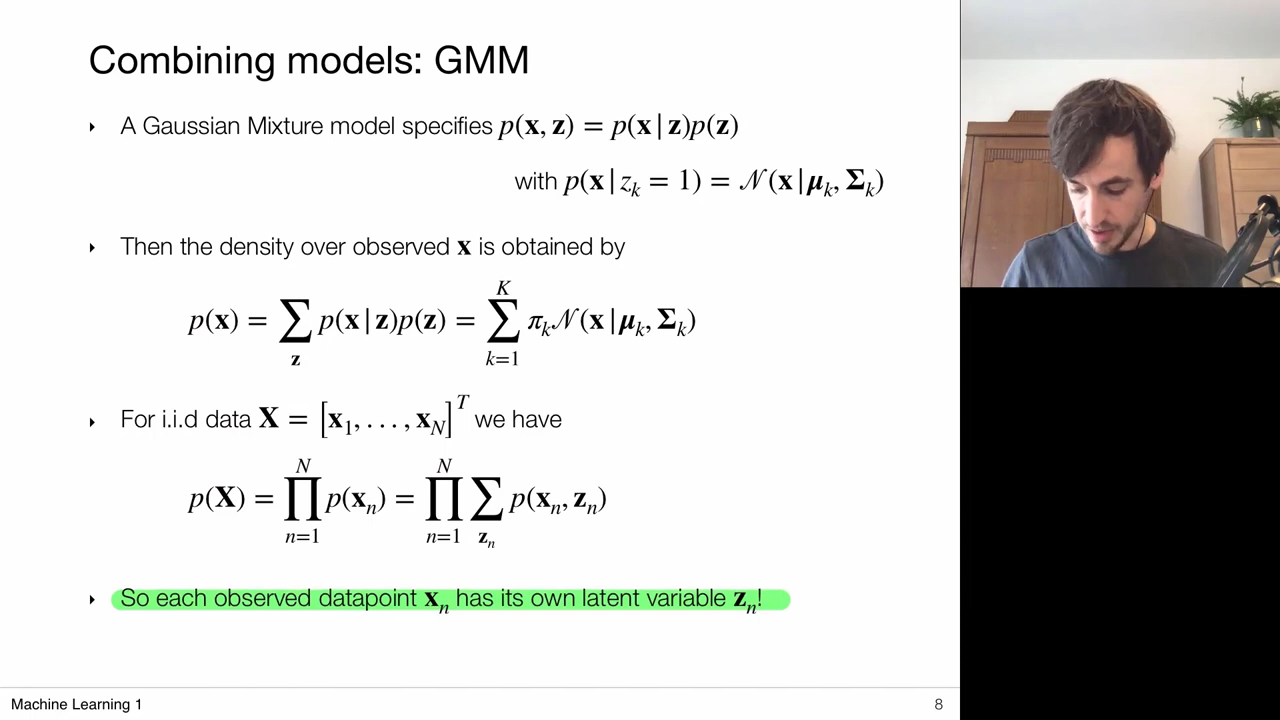 Combining models: GMM
‣ A Gaussian Mixture model specifies p(x, z) = p(x | z)p(z)
with p(x | z_k = 1) = 𝒩(x | μ_k, Σ_k)
‣ Then the density over observed x is obtained by
p(x) = ∑_z p(x | z)p(z) = ∑_{k=1}^{K} π_k 𝒩(x | μ_k, Σ_k)
‣ For i.i.d data X = [x_1, . . . , x_N]^T we have
p(X) = ∏_{n=1}^{N} p(x_n) = ∏_{n=1}^{N} ∑_{z_n} p(x_n, z_n)
‣ So each observed datapoint x_n has its own latent variable z_n!
Machine Learning 1
8